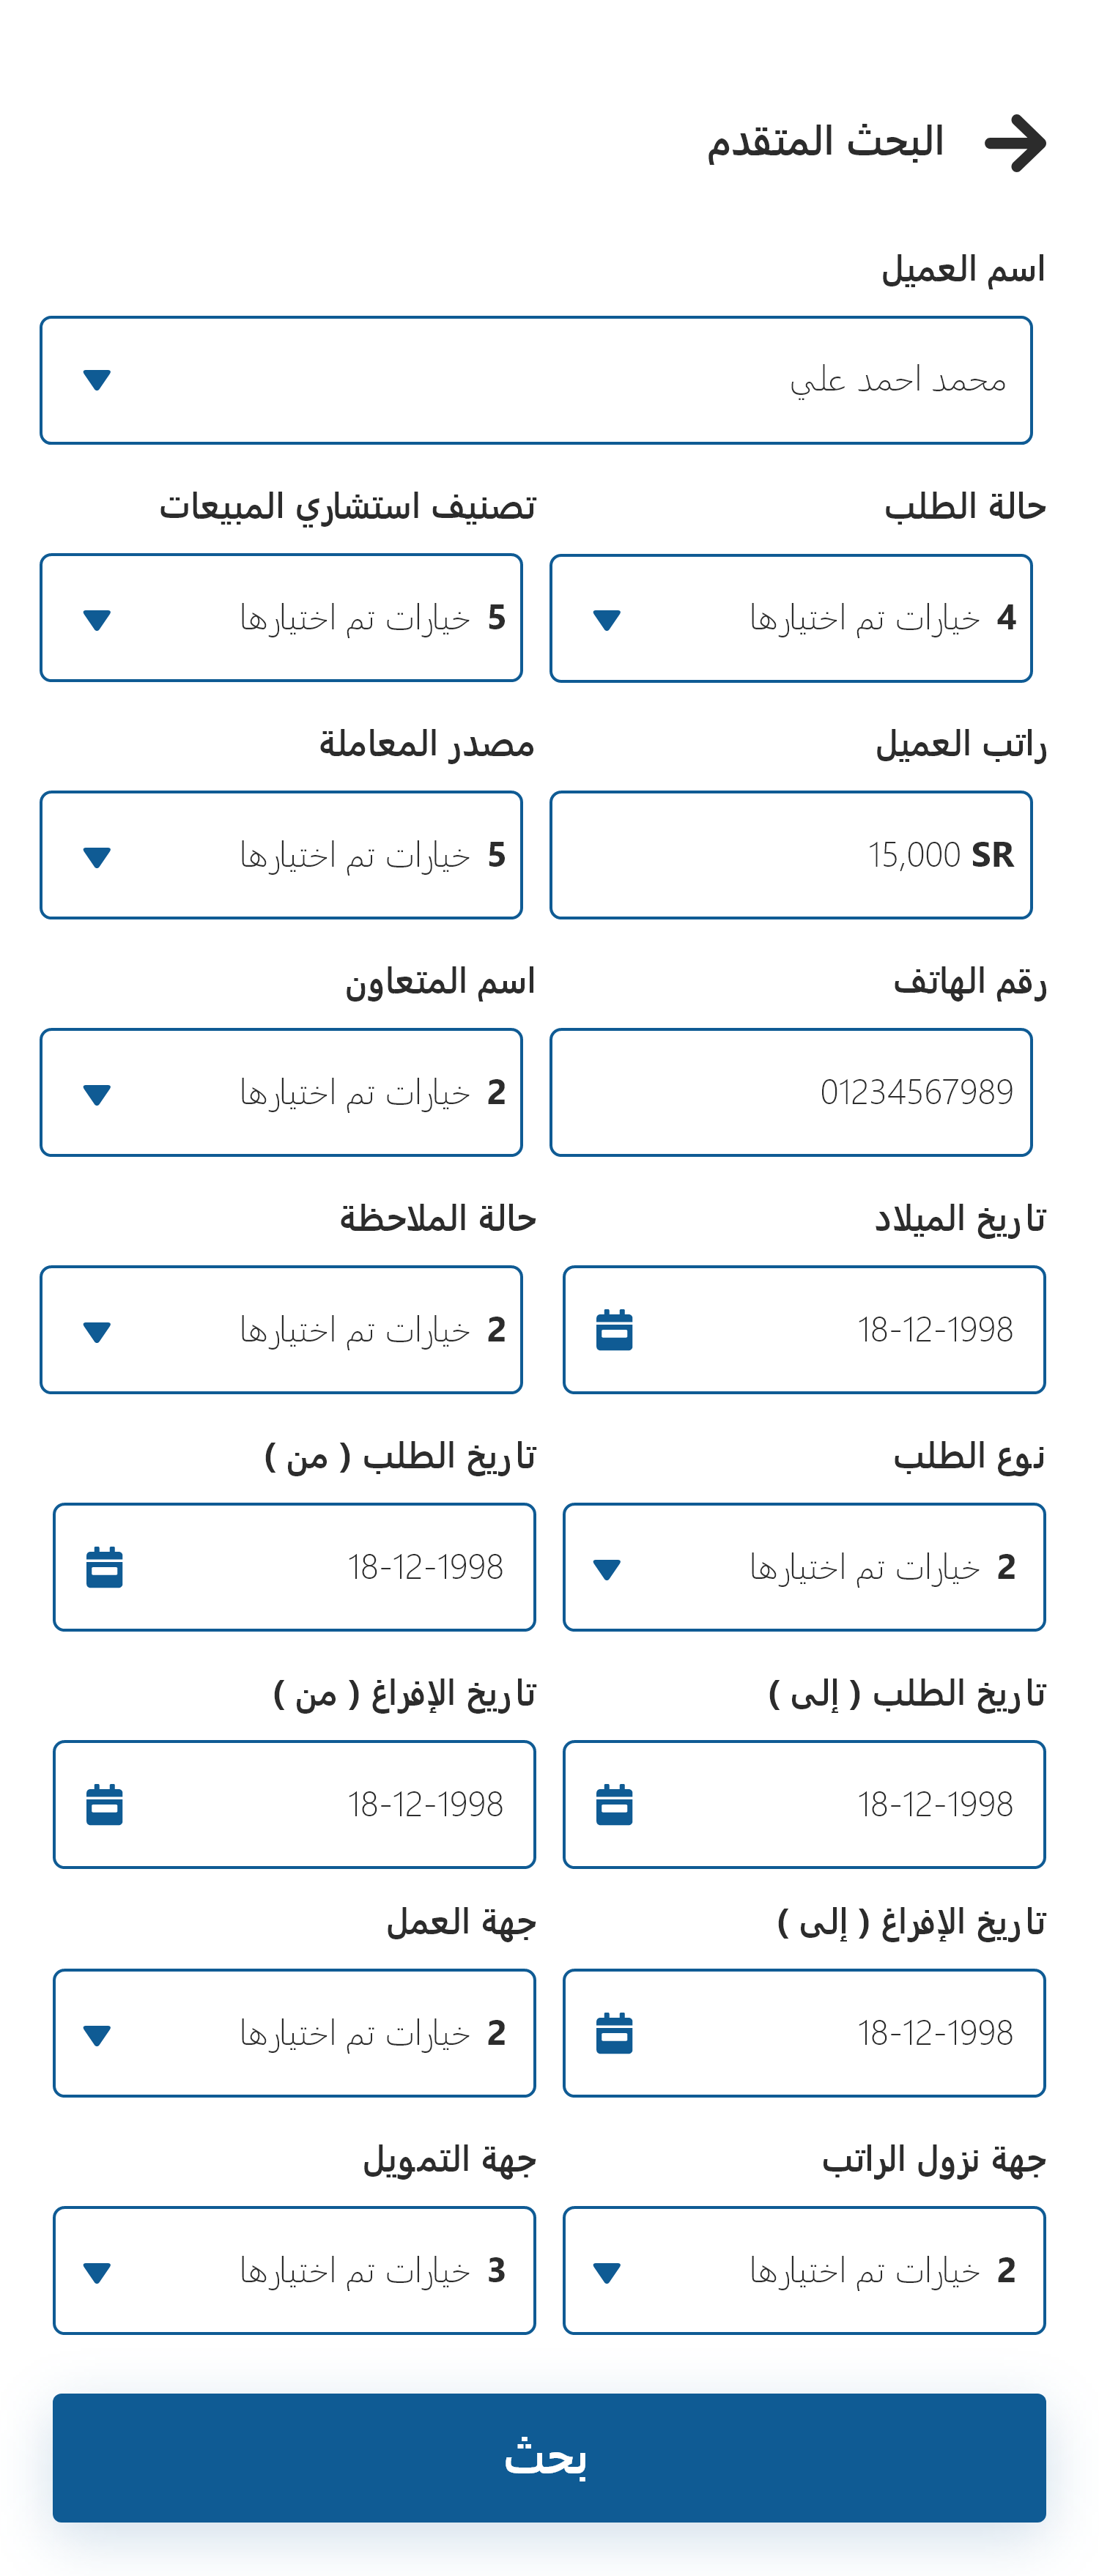 البحث المتقدم
اسم العميل
محمد احمد علي
حالة الطلب
تصنيف استشاري المبيعات
4 خيارات تم اختيارها
5 خيارات تم اختيارها
راتب العميل
مصدر المعاملة
15,000 SR
5 خيارات تم اختيارها
رقم الهاتف
اسم المتعاون
01234567989
2 خيارات تم اختيارها
تاريخ الميلاد
حالة الملاحظة
18-12-1998
2 خيارات تم اختيارها
نوع الطلب
تاريخ الطلب ( من )
2 خيارات تم اختيارها
18-12-1998
تاريخ الطلب ( إلى )
تاريخ الإفراغ ( من )
18-12-1998
18-12-1998
تاريخ الإفراغ ( إلى )
جهة العمل
18-12-1998
2 خيارات تم اختيارها
جهة نزول الراتب
جهة التمويل
2 خيارات تم اختيارها
3 خيارات تم اختيارها
بحث